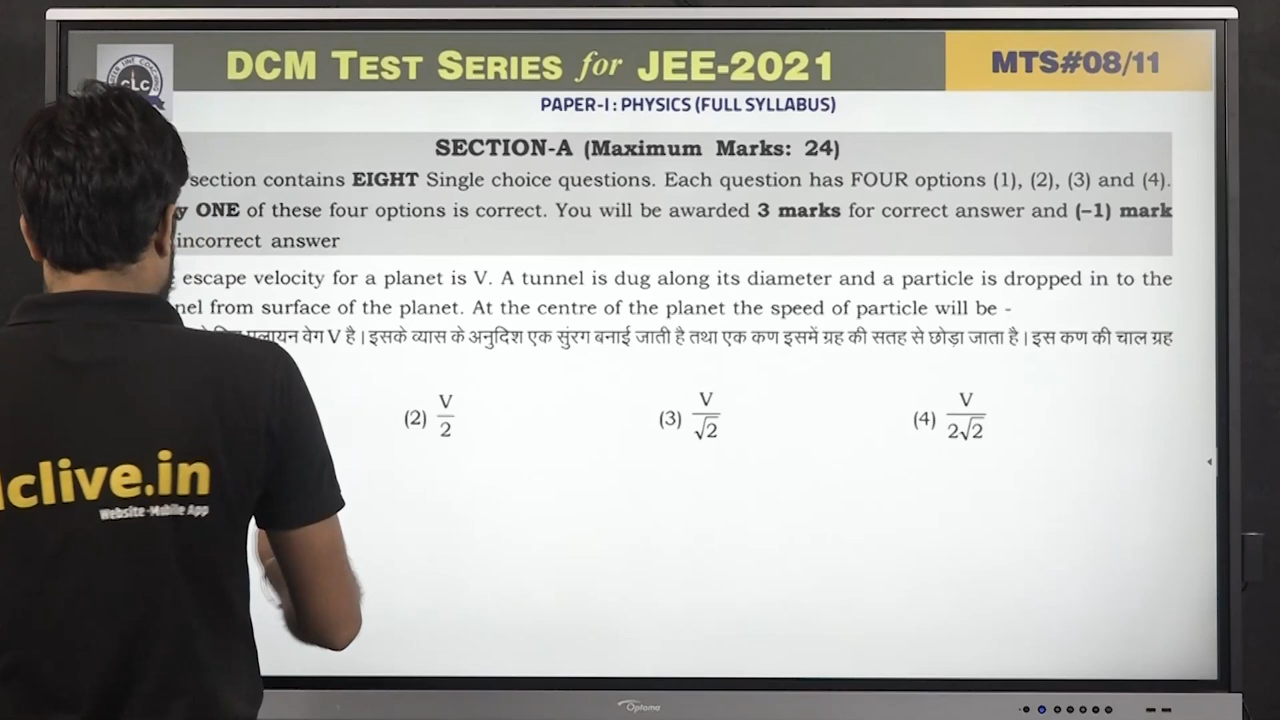 DCM TEST SERIES for JEE-2021
MTS#08/11
CLC
PAPER-I : PHYSICS (FULL SYLLABUS)
SECTION-A (Maximum Marks: 24)
section contains EIGHT Single choice questions. Each question has FOUR options (1), (2), (3) and (4).
ONE of these four options is correct. You will be awarded 3 marks for correct answer and (–1) mark
incorrect answer
escape velocity for a planet is V. A tunnel is dug along its diameter and a particle is dropped in to the
from surface of the planet. At the centre of the planet the speed of particle will be -
वेग V है। इसके व्यास के अनुदिश एक सुंरग बनाई जाती है तथा एक कण इसमें ग्रह की सतह से छोड़ा जाता है। इस कण की चाल ग्रह
(2) V/2 (3) V/√2 (4) V/2√2
clive.in
Website-Mobile App
Optoma